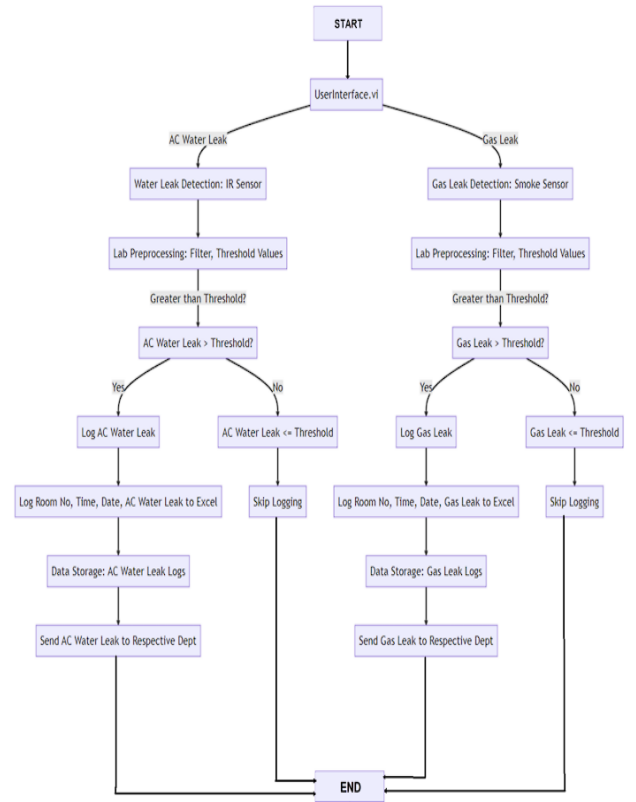 START
UserInterface.vi
AC Water Leak
Gas Leak
Water Leak Detection: IR Sensor
Gas Leak Detection: Smoke Sensor
Lab Preprocessing: Filter, Threshold Values
Lab Preprocessing: Filter, Threshold Values
Greater than Threshold?
Greater than Threshold?
AC Water Leak > Threshold?
Gas Leak > Threshold?
Yes
No
Yes
No
Log AC Water Leak
AC Water Leak <= Threshold
Log Gas Leak
Gas Leak <= Threshold
Log Room No, Time, Date, AC Water Leak to Excel
Skip Logging
Log Room No, Time, Date, Gas Leak to Excel
Skip Logging
Data Storage: AC Water Leak Logs
Data Storage: Gas Leak Logs
Send AC Water Leak to Respective Dept
Send Gas Leak to Respective Dept
END